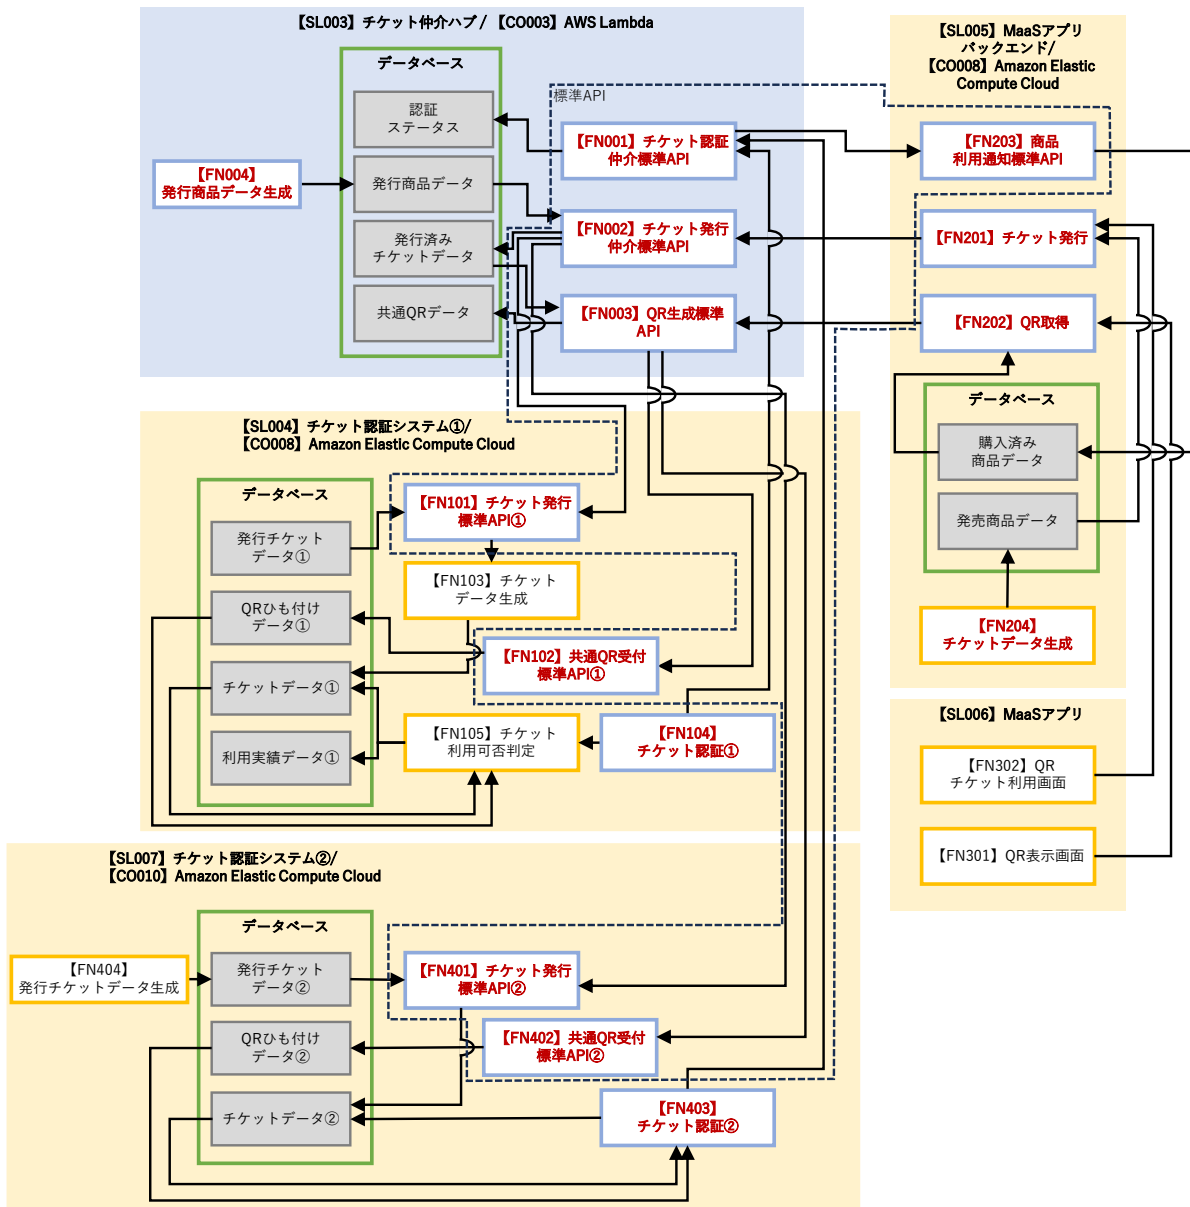 【SL003】チケット仲介ハブ / 【CO003】AWS Lambda
データベース
認証
ステータス
発行商品データ
発行済み
チケットデータ
共通QRデータ
【FN004】
発行商品データ生成
標準API
【FN001】チケット認証
仲介標準API
【FN002】チケット発行
仲介標準API
【FN003】QR生成標準
API
【SL005】MaaSアプリ
バックエンド/
【CO008】Amazon Elastic
Compute Cloud
【FN203】商品
利用通知標準API
【FN201】チケット発行
【FN202】QR取得
データベース
購入済み
商品データ
発売商品データ
【FN204】
チケットデータ生成
【SL004】チケット認証システム①/
【CO008】Amazon Elastic Compute Cloud
データベース
発行チケット
データ①
QRひも付け
データ①
チケットデータ①
利用実績データ①
【FN101】チケット発行
標準API①
【FN103】チケット
データ生成
【FN102】共通QR受付
標準API①
【FN105】チケット
利用可否判定
【FN104】
チケット認証①
【SL006】MaaSアプリ
【FN302】QR
チケット利用画面
【FN301】QR表示画面
【SL007】チケット認証システム②/
【CO010】Amazon Elastic Compute Cloud
データベース
【FN404】
発行チケットデータ生成
発行チケット
データ②
QRひも付け
データ②
チケットデータ②
【FN401】チケット発行
標準API②
【FN402】共通QR受付
標準API②
【FN403】
チケット認証②